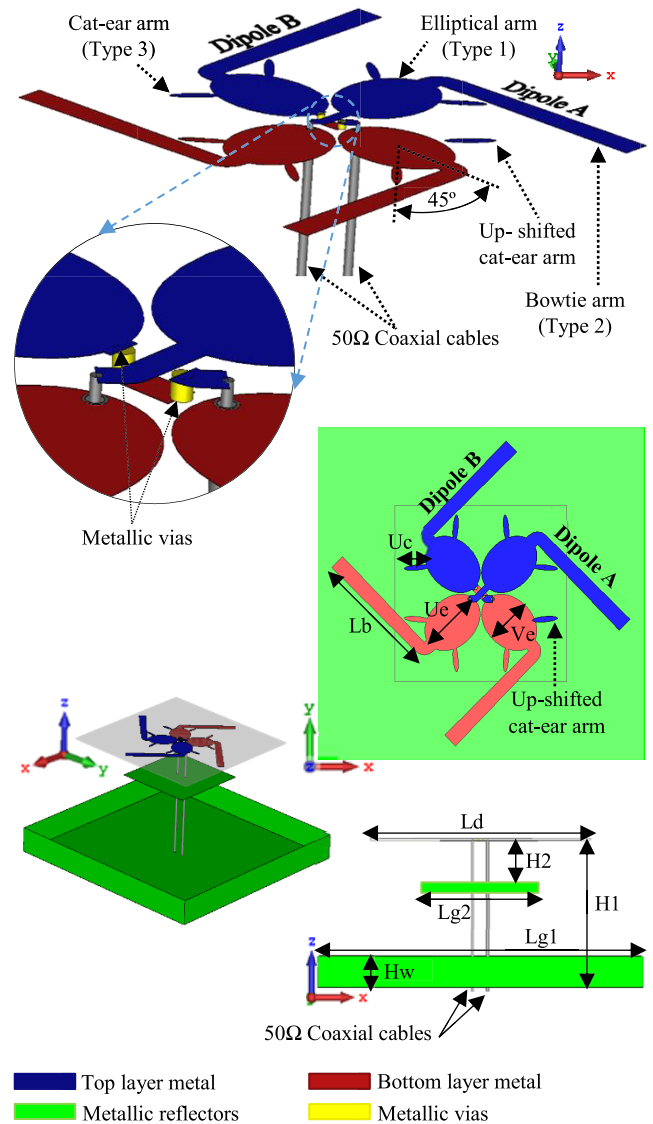 Cat-ear arm
(Type 3)
Dipole B
Elliptical arm
(Type 1)
z
y
x
Dipole A
45º
Up- shifted
cat-ear arm
Bowtie arm
(Type 2)
50Ω Coaxial cables
Metallic vias
Dipole B
Dipole A
Uc
Ue
Ve
Lb
Up-shifted
cat-ear arm
z
x
y
y
z
x
Ld
H2
H1
Lg2
Lg1
z
Hw
x
50Ω Coaxial cables
Top layer metal
Bottom layer metal
Metallic reflectors
Metallic vias